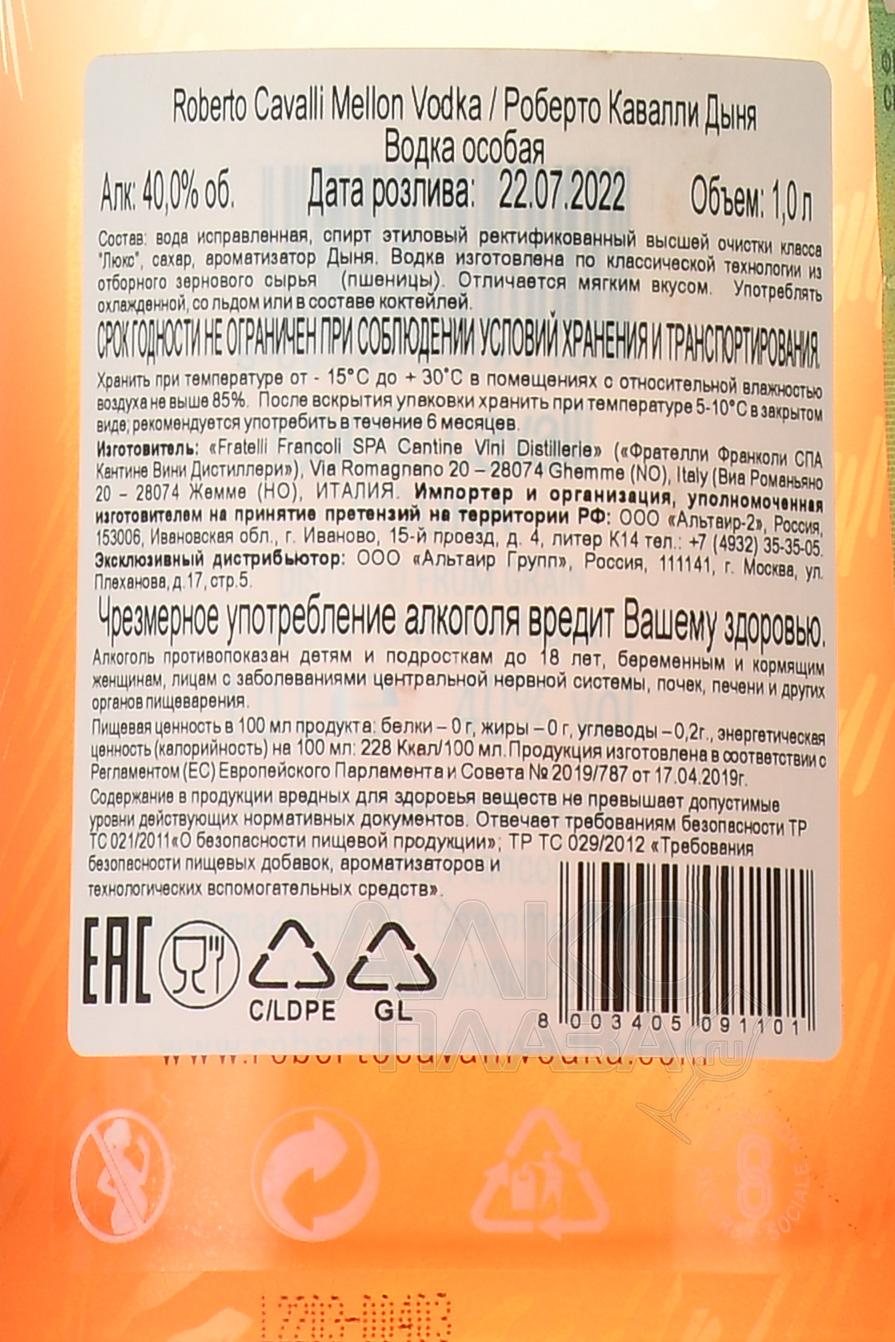 Roberto Cavalli Mellon Vodka / Роберто Кавалли Дыня
Водка особая
Алк: 40,0% об. Дата розлива: 22.07.2022 Объем: 1,0 л
Состав: вода исправленная, спирт этиловый ректификованный высшей очистки класса
"Люкс", сахар, ароматизатор Дыня. Водка изготовлена по классической технологии из
отборного зернового сырья (пшеницы). Отличается мягким вкусом. Употреблять
охлажденной, со льдом или в составе коктейлей.
СРОК ГОДНОСТИ НЕ ОГРАНИЧЕН ПРИ СОБЛЮДЕНИИ УСЛОВИЙ ХРАНЕНИЯ И ТРАНСПОРТИРОВАНИЯ.
Хранить при температуре от - 15°С до + 30°С в помещениях с относительной влажностью
воздуха не выше 85%. После вскрытия упаковки хранить при температуре 5-10°С в закрытом
виде, рекомендуется употребить в течение 6 месяцев.
Изготовитель: «Fratelli Francoli SPA Cantine Vini Distillerie» («Фрателли Франколи СПА
Кантине Вини Дистиллери»), Via Romagnano 20 – 28074 Ghemme (NO), Italy (Виа Романьяно
20 – 28074 Жемме (НО), ИТАЛИЯ. Импортер и организация, уполномоченная
изготовителем на принятие претензий на территории РФ: ООО «Альтаир-2», Россия,
153006, Ивановская обл., г. Иваново, 15-й проезд, д. 4, литер К14 тел.: +7 (4932) 35-35-05.
Эксклюзивный дистрибьютор: ООО «Альтаир Групп», Россия, 111141, г. Москва, ул.
Плеханова, д.17, стр.5.
Чрезмерное употребление алкоголя вредит Вашему здоровью.
Алкоголь противопоказан детям и подросткам до 18 лет, беременным и кормящим
женщинам, лицам с заболеваниями центральной нервной системы, почек, печени и других
органов пищеварения.
Пищевая ценность в 100 мл продукта: белки – 0 г, жиры – 0 г, углеводы – 0,2г., энергетическая
ценность (калорийность) на 100 мл: 228 Ккал/100 мл. Продукция изготовлена в соответствии с
Регламентом (ЕС) Европейского Парламента и Совета № 2019/787 от 17.04.2019г.
Содержание в продукции вредных для здоровья веществ не превышает допустимые
уровни действующих нормативных документов. Отвечает требованиям безопасности ТР
ТС 021/2011«О безопасности пищевой продукции»; ТР ТС 029/2012 «Требования
безопасности пищевых добавок, ароматизаторов и
технологических вспомогательных средств».
EAC
C/LDPE GL
8 003405 091101
АЛКО
ПЛАЗА.ru
www.robertocavallivodka.com
L2203-00403